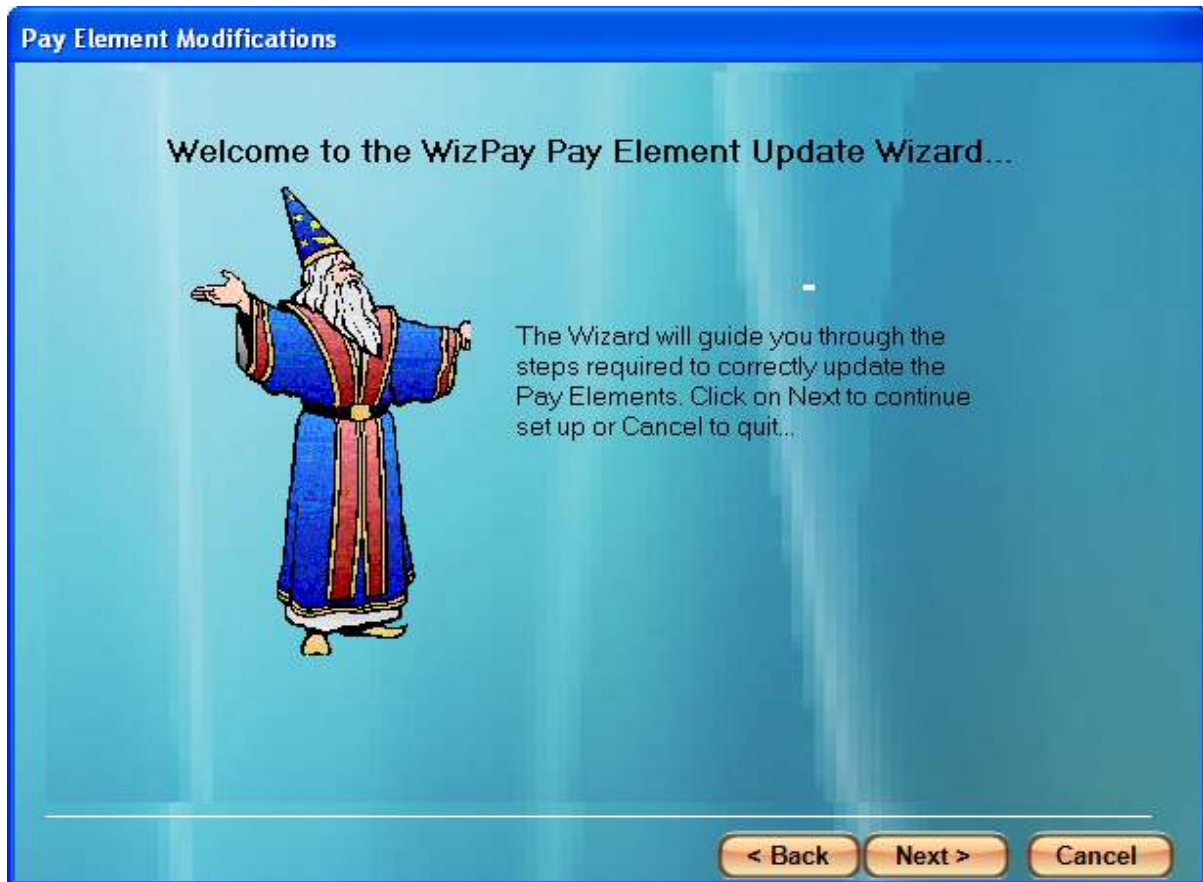 Pay Element Modifications
Welcome to the WizPay Pay Element Update Wizard...
The Wizard will guide you through the
steps required to correctly update the
Pay Elements. Click on Next to continue
set up or Cancel to quit...
< Back
Next >
Cancel